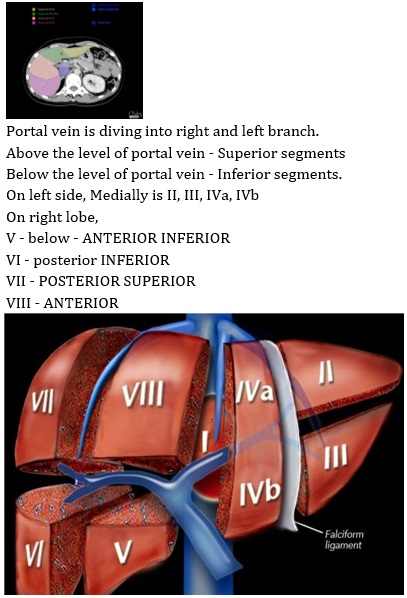 Portal vein is diving into right and left branch.
Above the level of portal vein - Superior segments
Below the level of portal vein - Inferior segments.
On left side, Medially is II, III, IVa, IVb
On right lobe,
V - below - ANTERIOR INFERIOR
VI - posterior INFERIOR
VII - POSTERIOR SUPERIOR
VIII - ANTERIOR
VII
VIII
I
IVa
II
III
IVb
VI
V
Falciform
ligament